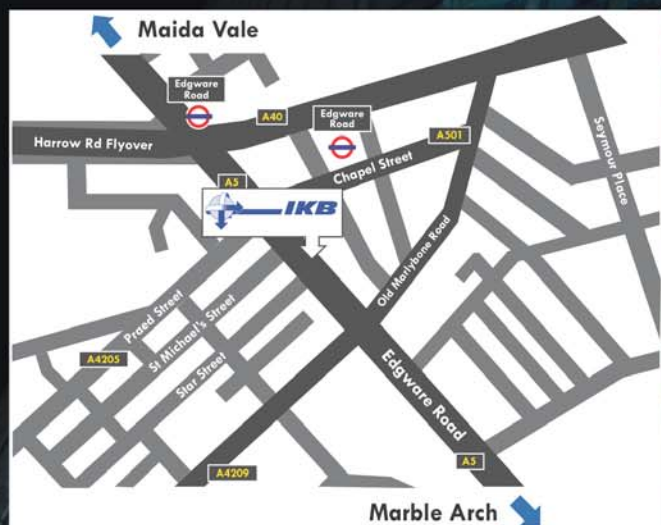 Maida Vale
Edgware
Road
A40
Edgware
Road
A501
Harrow Rd Flyover
Chapel Street
Seymour Place
A5
IKB
Old Marlybone Road
Praed Street
St Michael's Street
A4205
Star Street
Edgware Road
A5
A4209
Marble Arch